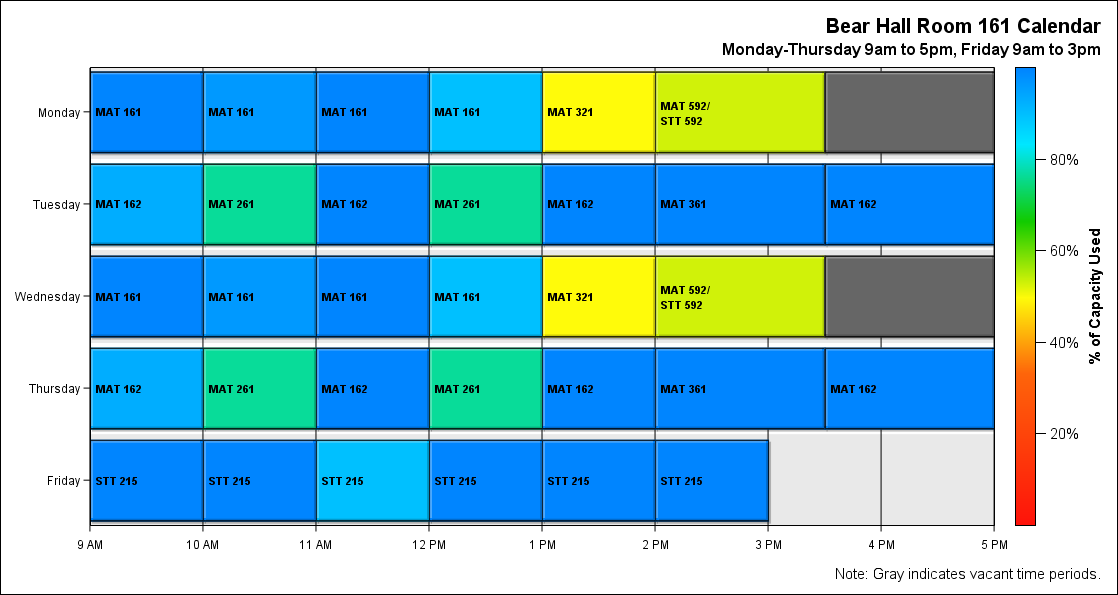 Bear Hall Room 161 Calendar
Monday-Thursday 9am to 5pm, Friday 9am to 3pm
Monday
MAT 161
MAT 161
MAT 161
MAT 161
MAT 321
MAT 592/
STT 592
Tuesday
MAT 162
MAT 261
MAT 162
MAT 261
MAT 162
MAT 361
MAT 162
Wednesday
MAT 161
MAT 161
MAT 161
MAT 161
MAT 321
MAT 592/
STT 592
Thursday
MAT 162
MAT 261
MAT 162
MAT 261
MAT 162
MAT 361
MAT 162
Friday
STT 215
STT 215
STT 215
STT 215
STT 215
STT 215
9 AM
10 AM
11 AM
12 PM
1 PM
2 PM
3 PM
4 PM
5 PM
80%
60%
40%
20%
% of Capacity Used
Note: Gray indicates vacant time periods.